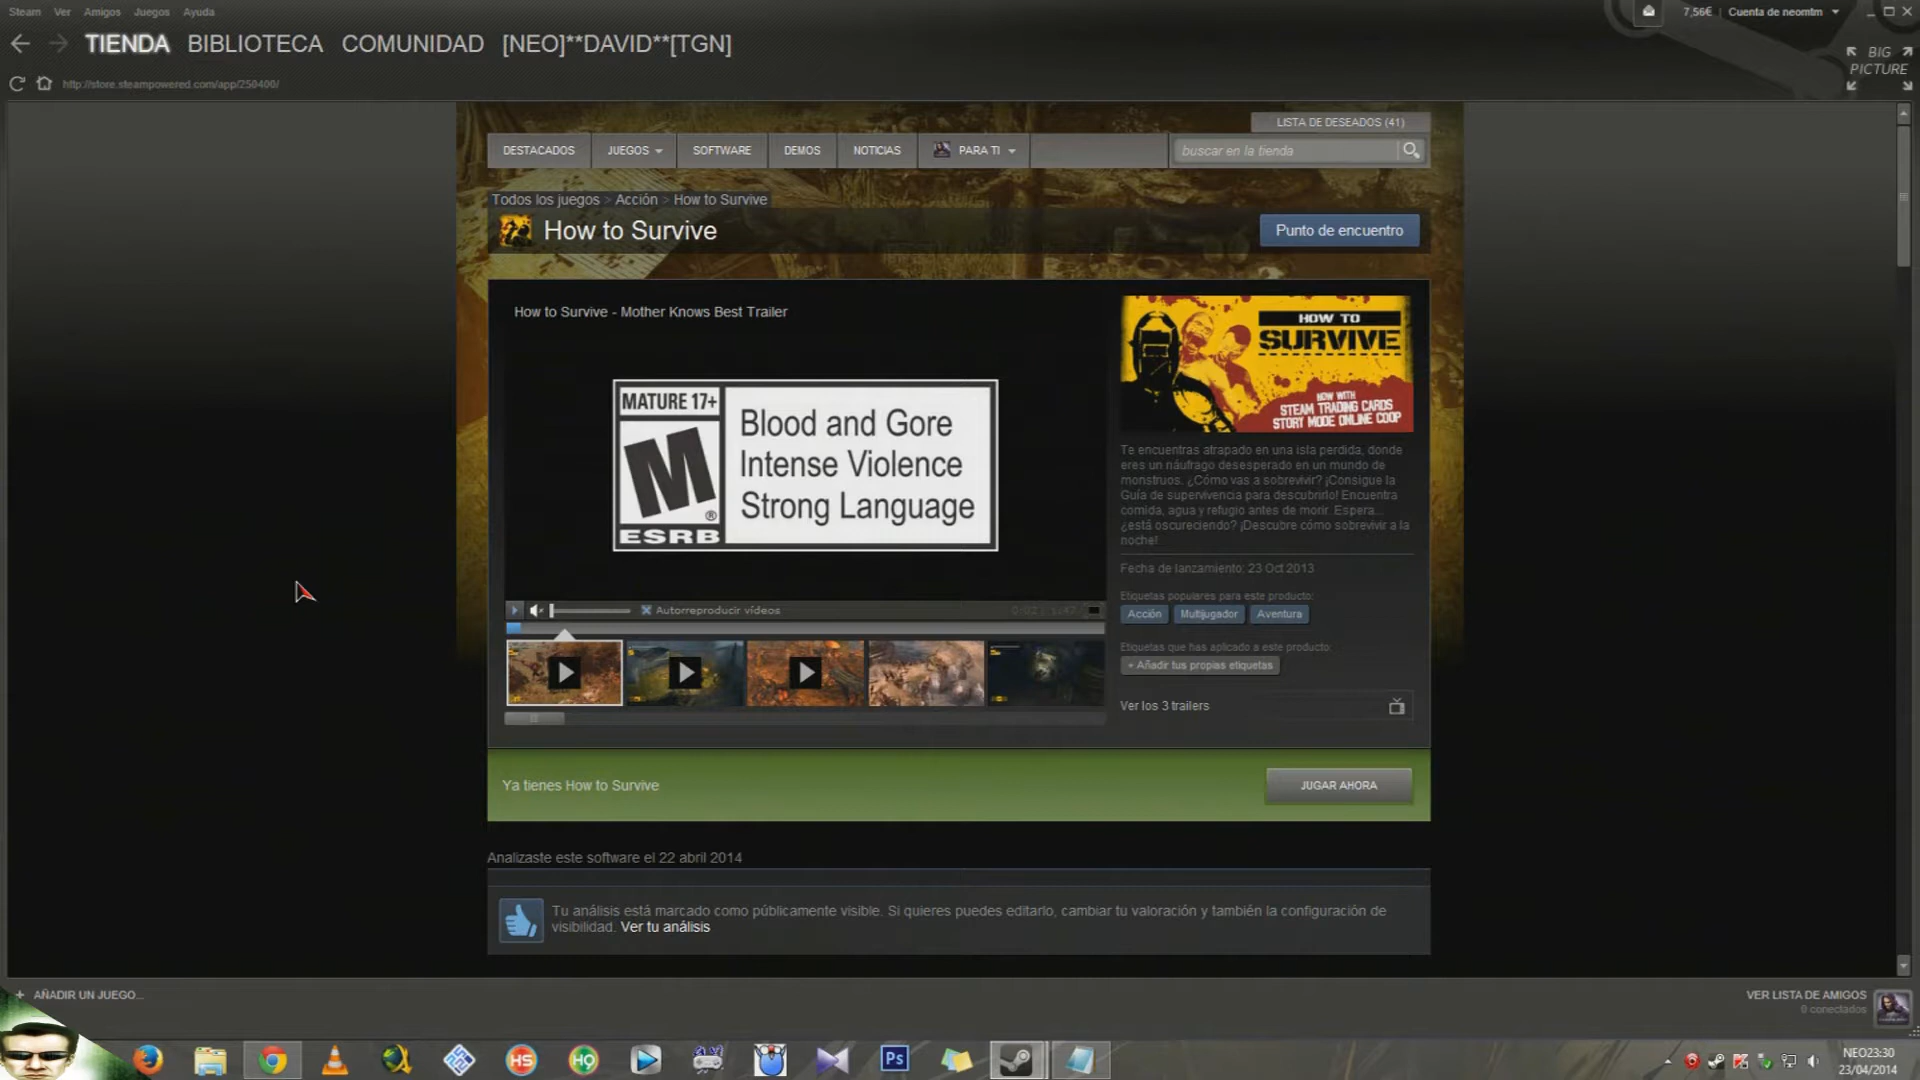 Steam Ver Amigos Juegos Ayuda
7,56€ | Cuenta de neomtm
TIENDA BIBLIOTECA COMUNIDAD [NEO]**DAVID**[TGN]
BIG PICTURE
http://store.steampowered.com/app/250400/
LISTA DE DESEADOS (41)
DESTACADOS JUEGOS SOFTWARE DEMOS NOTICIAS PARA TI buscar en la tienda
Todos los juegos > Acción > How to Survive
How to Survive
Punto de encuentro
How to Survive - Mother Knows Best Trailer
MATURE 17+
M
®
ESRB
Blood and Gore
Intense Violence
Strong Language
HOW TO
SURVIVE
NOW WITH
STEAM TRADING CARDS
STORY MODE ONLINE COOP
Te encuentras atrapado en una isla perdida, donde
eres un náufrago desesperado en un mundo de
monstruos. ¿Cómo vas a sobrevivir? ¡Consigue la
Guía de supervivencia para descubrirlo! Encuentra
comida, agua y refugio antes de morir. Espera...
¿está oscureciendo? ¡Descubre cómo sobrevivir a la
noche!
Fecha de lanzamiento: 23 Oct 2013
Etiquetas populares para este producto:
Acción Multijugador Aventura
Etiquetas que has aplicado a este producto:
+ Añadir tus propias etiquetas
Ver los 3 trailers
Autorreproducir vídeos
0:02 / 1:47
Ya tienes How to Survive
JUGAR AHORA
Analizaste este software el 22 abril 2014
Tu análisis está marcado como públicamente visible. Si quieres puedes editarlo, cambiar tu valoración y también la configuración de
visibilidad. Ver tu análisis
+ AÑADIR UN JUEGO...
VER LISTA DE AMIGOS
0 conectados
HS
HQ
Ps
NEO23:30
23/04/2014